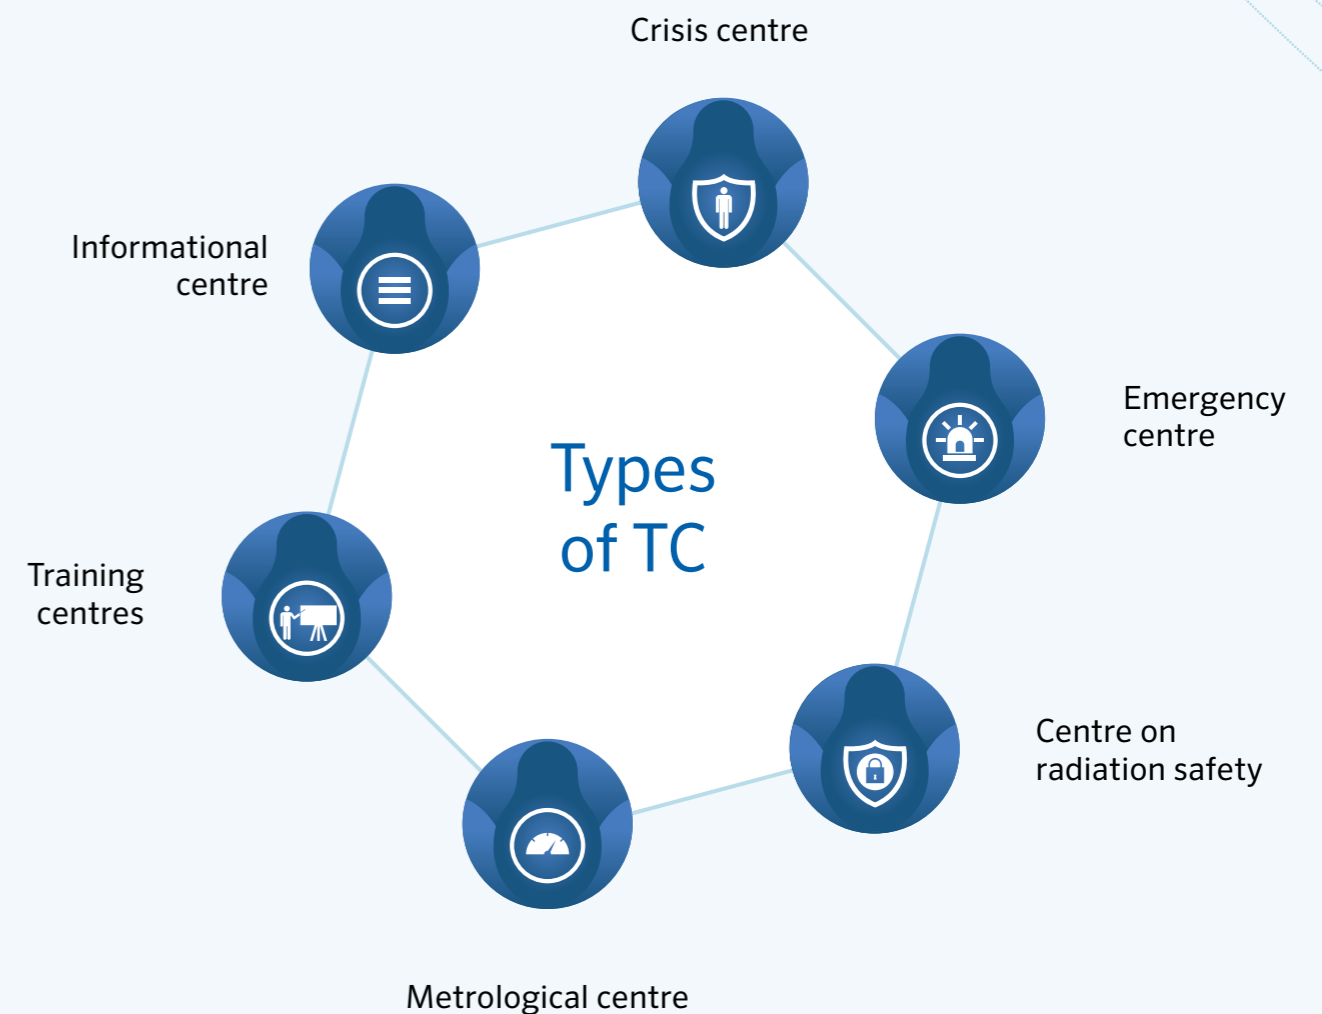 Crisis centre
Informational
centre
Emergency
centre
Types
of TC
Training
centres
Centre on
radiation safety
Metrological centre